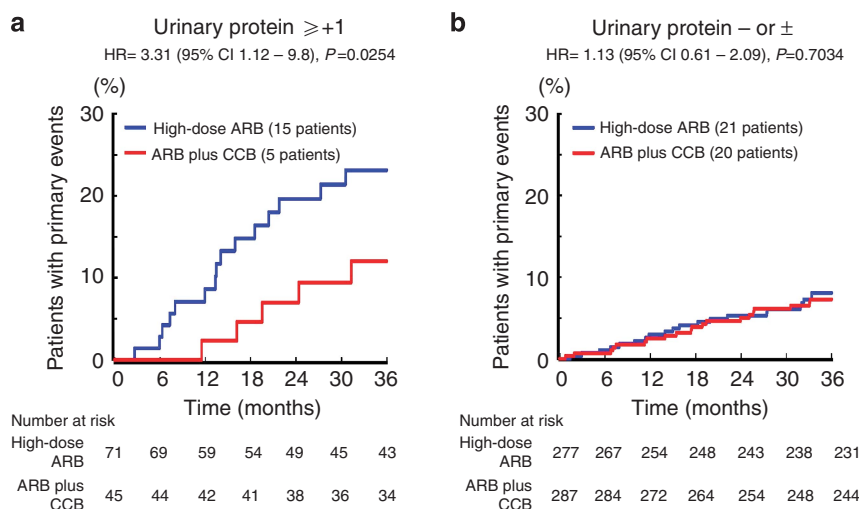 a
Urinary protein ⩾+1
HR= 3.31 (95% CI 1.12 – 9.8), P=0.0254
(%)
Patients with primary events
30
20
10
0
High-dose ARB (15 patients)
ARB plus CCB (5 patients)
0 6 12 18 24 30 36
Time (months)
Number at risk
High-dose
ARB
71 69 59 54 49 45 43
ARB plus
CCB
45 44 42 41 38 36 34
b
Urinary protein – or ±
HR= 1.13 (95% CI 0.61 – 2.09), P=0.7034
(%)
Patients with primary events
30
20
10
0
High-dose ARB (21 patients)
ARB plus CCB (20 patients)
0 6 12 18 24 30 36
Time (months)
Number at risk
High-dose
ARB
277 267 254 248 243 238 231
ARB plus
CCB
287 284 272 264 254 248 244